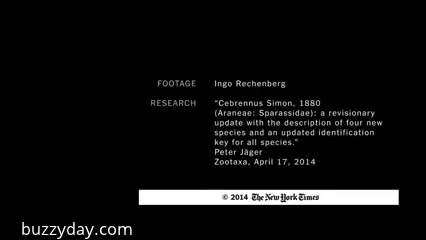 FOOTAGE Ingo Rechenberg
RESEARCH “Cebrennus Simon, 1880
(Araneae: Sparassidae): a revisionary
update with the description of four new
species and an updated identification
key for all species.”
Peter Jäger
Zootaxa, April 17, 2014
© 2014 The New York Times
buzzyday.com